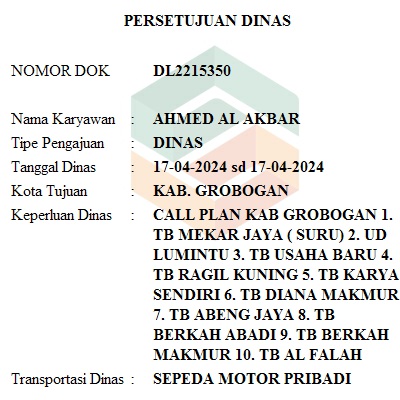 PERSETUJUAN DINAS
NOMOR DOK DL2215350
Nama Karyawan : AHMED AL AKBAR
Tipe Pengajuan : DINAS
Tanggal Dinas : 17-04-2024 sd 17-04-2024
Kota Tujuan : KAB. GROBOGAN
Keperluan Dinas : CALL PLAN KAB GROBOGAN 1.
TB MEKAR JAYA ( SURU) 2. UD
LUMINTU 3. TB USAHA BARU 4.
TB RAGIL KUNING 5. TB KARYA
SENDIRI 6. TB DIANA MAKMUR
7. TB ABENG JAYA 8. TB
BERKAH ABADI 9. TB BERKAH
MAKMUR 10. TB AL FALAH
Transportasi Dinas : SEPEDA MOTOR PRIBADI